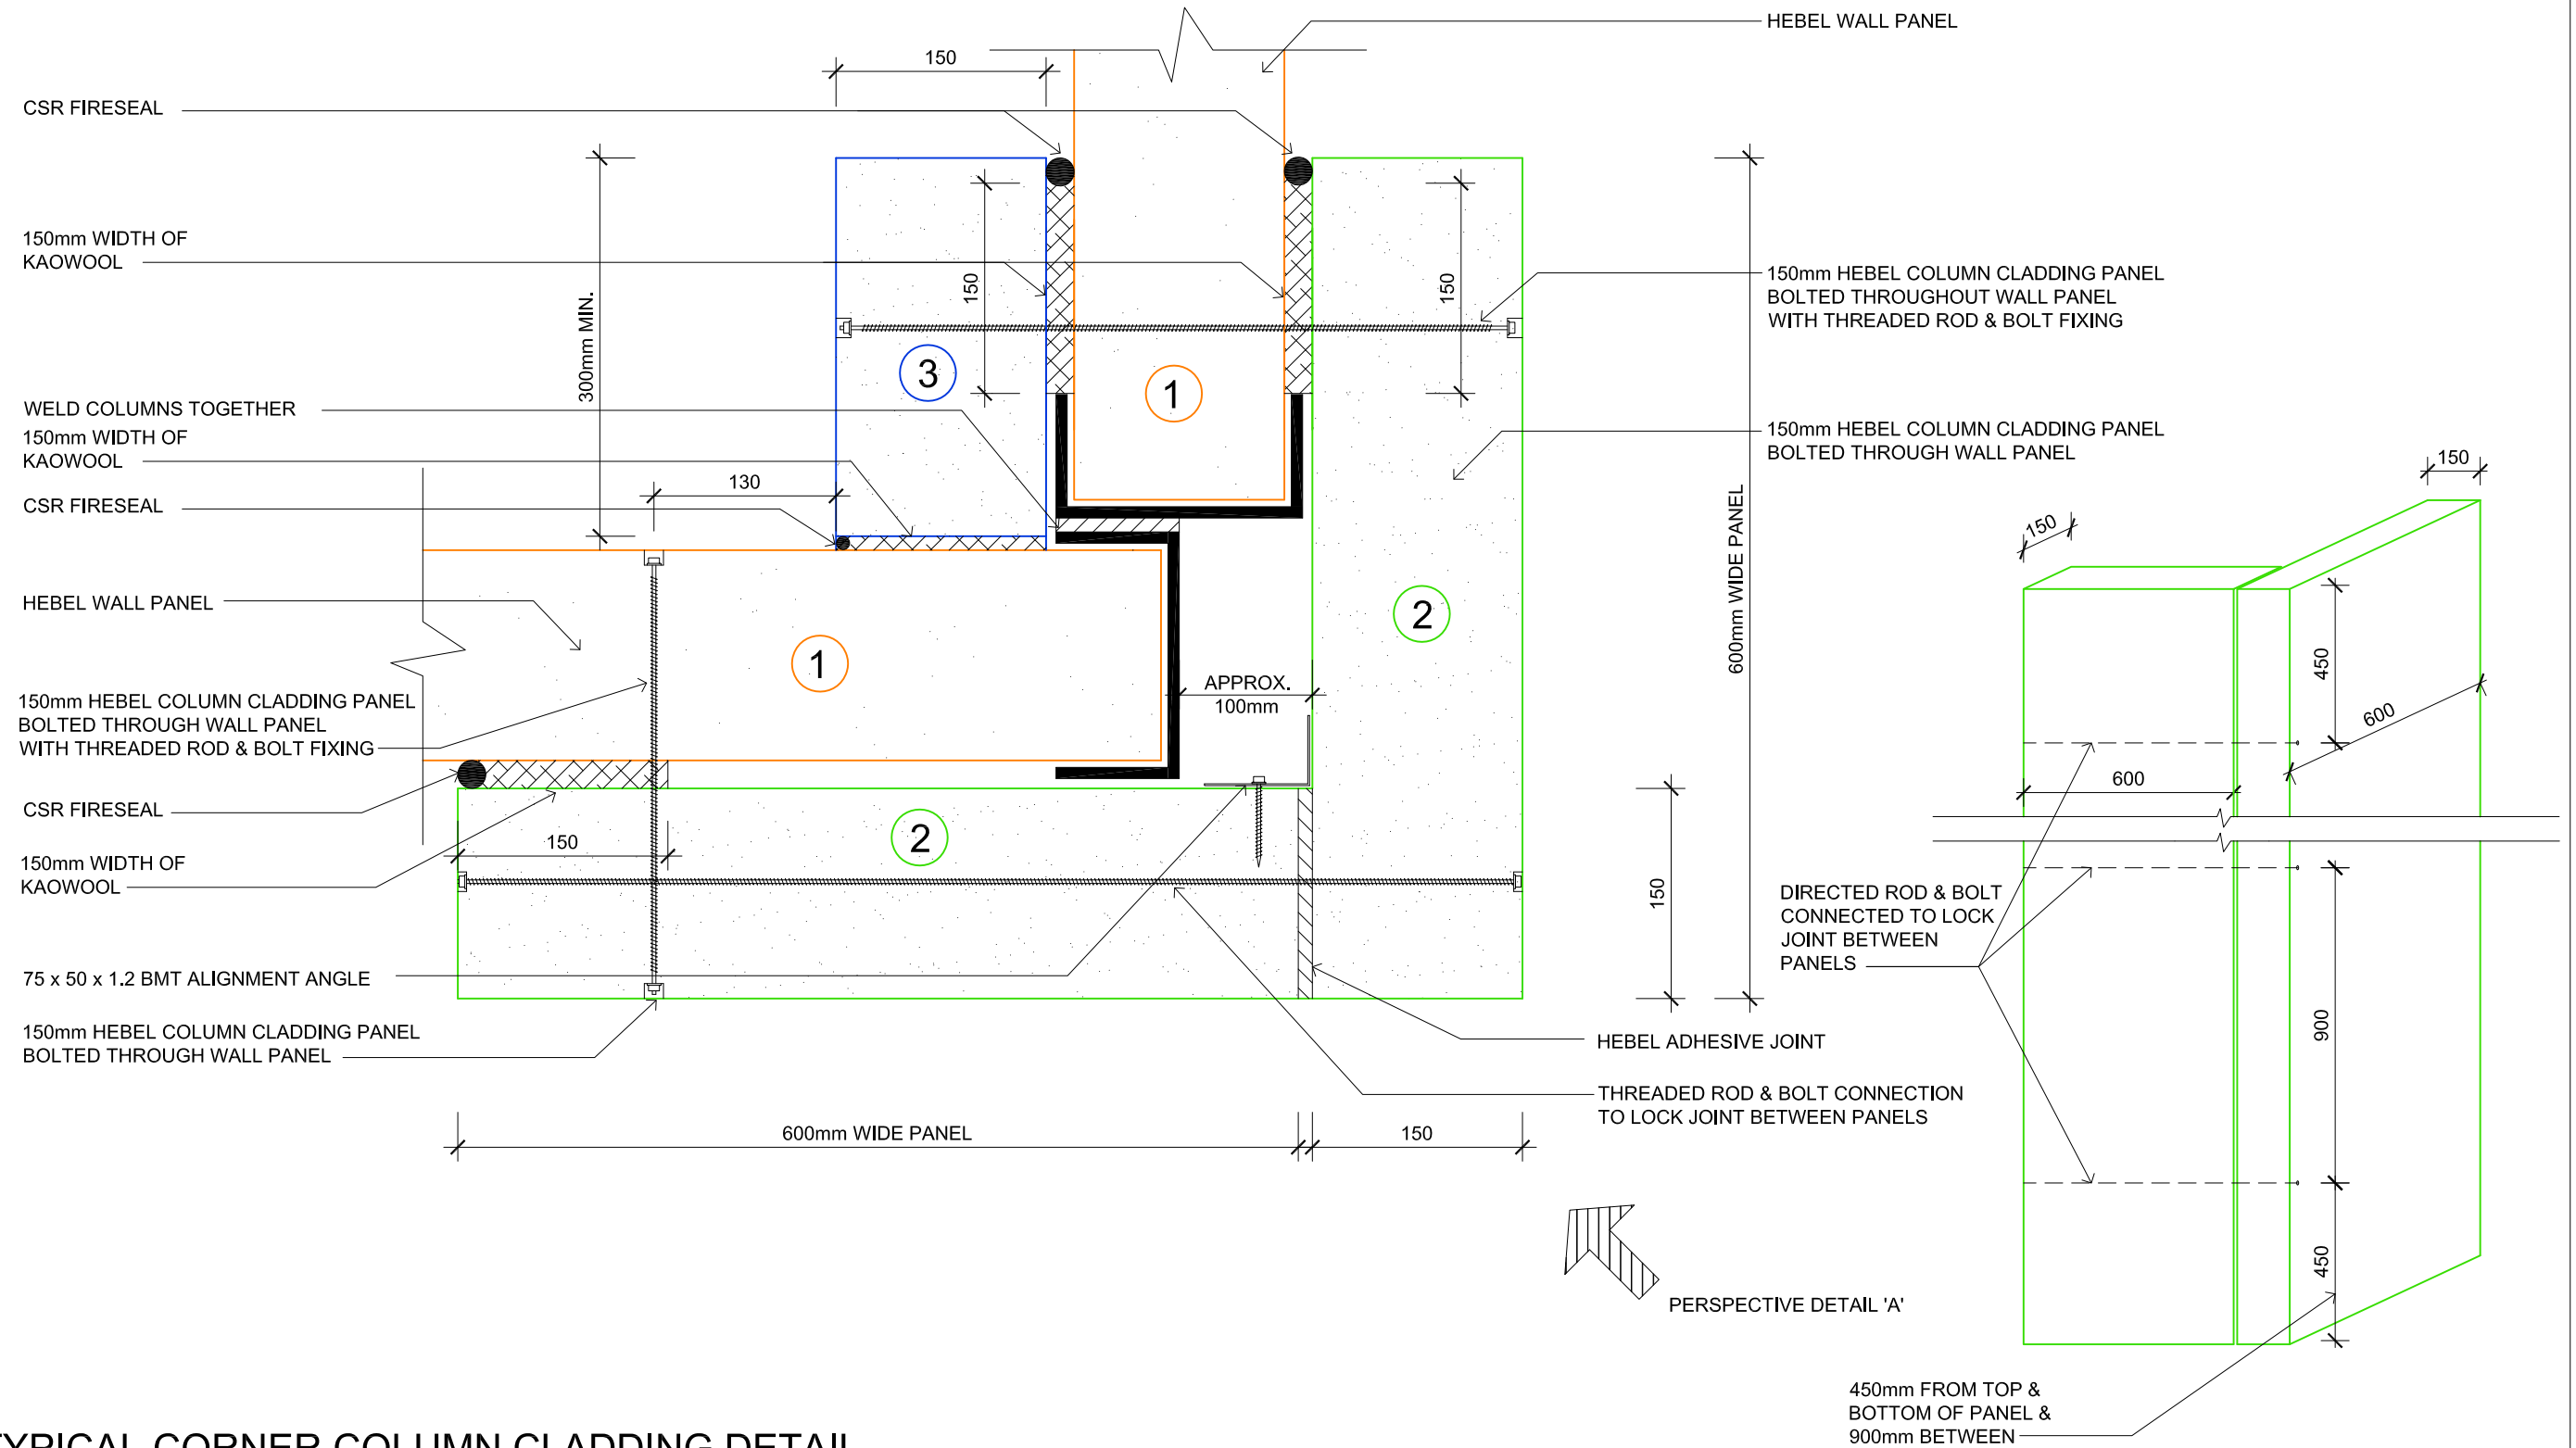 HEBEL WALL PANEL
150
CSR FIRESEAL
150mm WIDTH OF
KAOWOOL
300mm MIN.
150
150
150mm HEBEL COLUMN CLADDING PANEL
BOLTED THROUGHOUT WALL PANEL
WITH THREADED ROD & BOLT FIXING
3
1
WELD COLUMNS TOGETHER
150mm WIDTH OF
KAOWOOL
150mm HEBEL COLUMN CLADDING PANEL
BOLTED THROUGH WALL PANEL
130
CSR FIRESEAL
600mm WIDE PANEL
150
150
HEBEL WALL PANEL
2
1
450
APPROX.
100mm
150mm HEBEL COLUMN CLADDING PANEL
BOLTED THROUGH WALL PANEL
WITH THREADED ROD & BOLT FIXING
600
600
CSR FIRESEAL
2
150
150mm WIDTH OF
KAOWOOL
150
DIRECTED ROD & BOLT
CONNECTED TO LOCK
JOINT BETWEEN
PANELS
75 x 50 x 1.2 BMT ALIGNMENT ANGLE
900
150mm HEBEL COLUMN CLADDING PANEL
BOLTED THROUGH WALL PANEL
HEBEL ADHESIVE JOINT
THREADED ROD & BOLT CONNECTION
TO LOCK JOINT BETWEEN PANELS
600mm WIDE PANEL
150
450
PERSPECTIVE DETAIL 'A'
450mm FROM TOP &
BOTTOM OF PANEL &
900mm BETWEEN
TYPICAL CORNER COLUMN CLADDING DETAIL